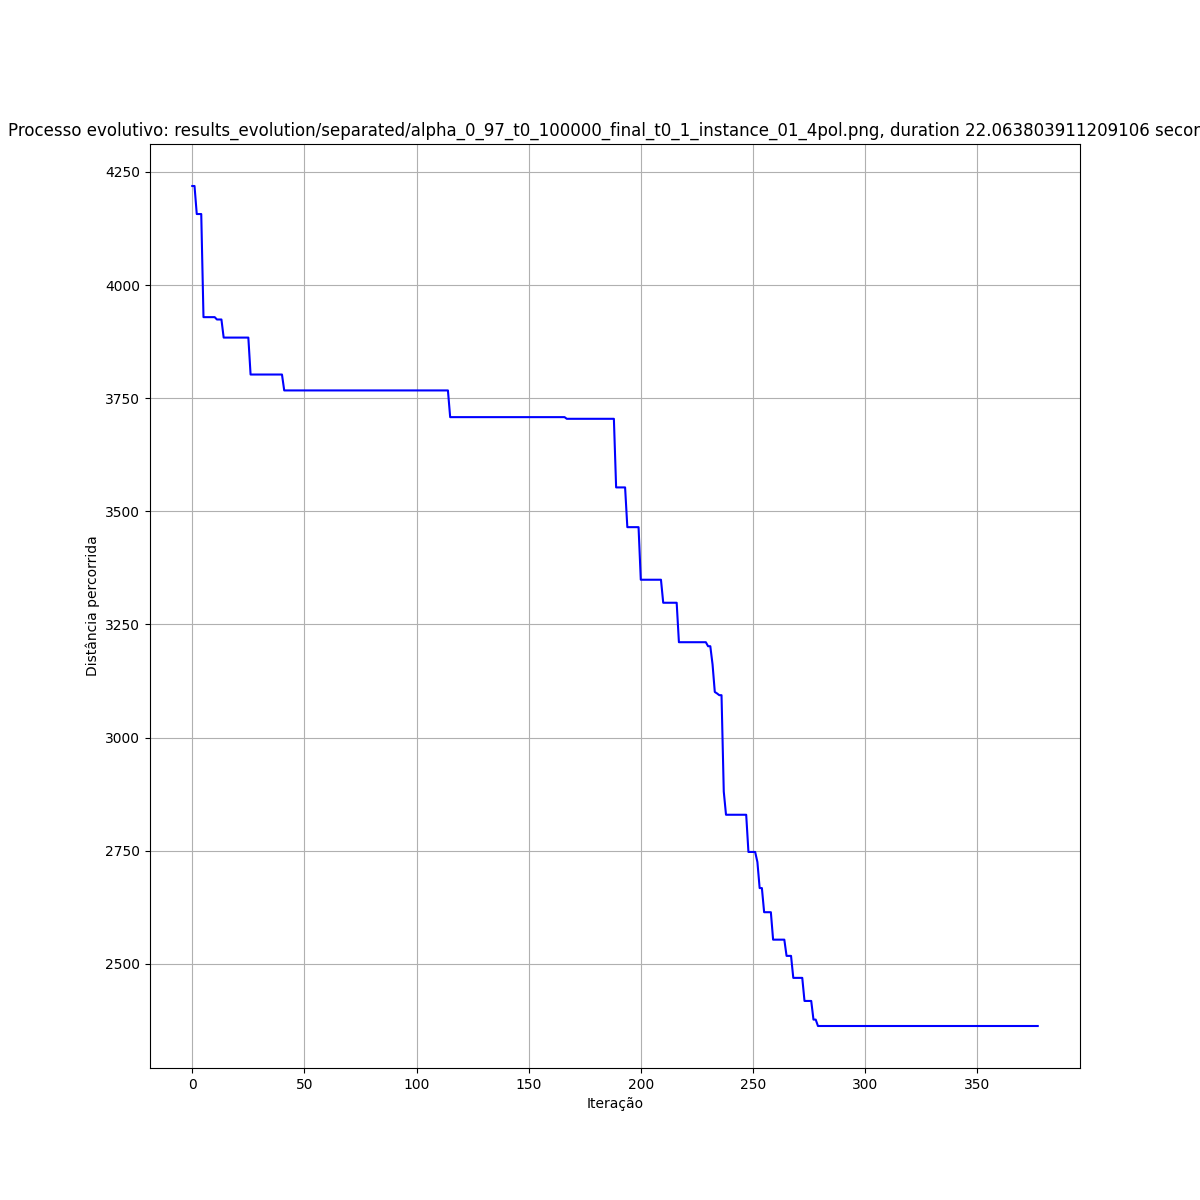 Processo evolutivo: results_evolution/separated/alpha_0_97_t0_100000_final_t0_1_instance_01_4pol.png, duration 22.063803911209106 secor
4250
4000
3750
3500
3250
3000
2750
2500
Distância percorrida
0 50 100 150 200 250 300 350
Iteração